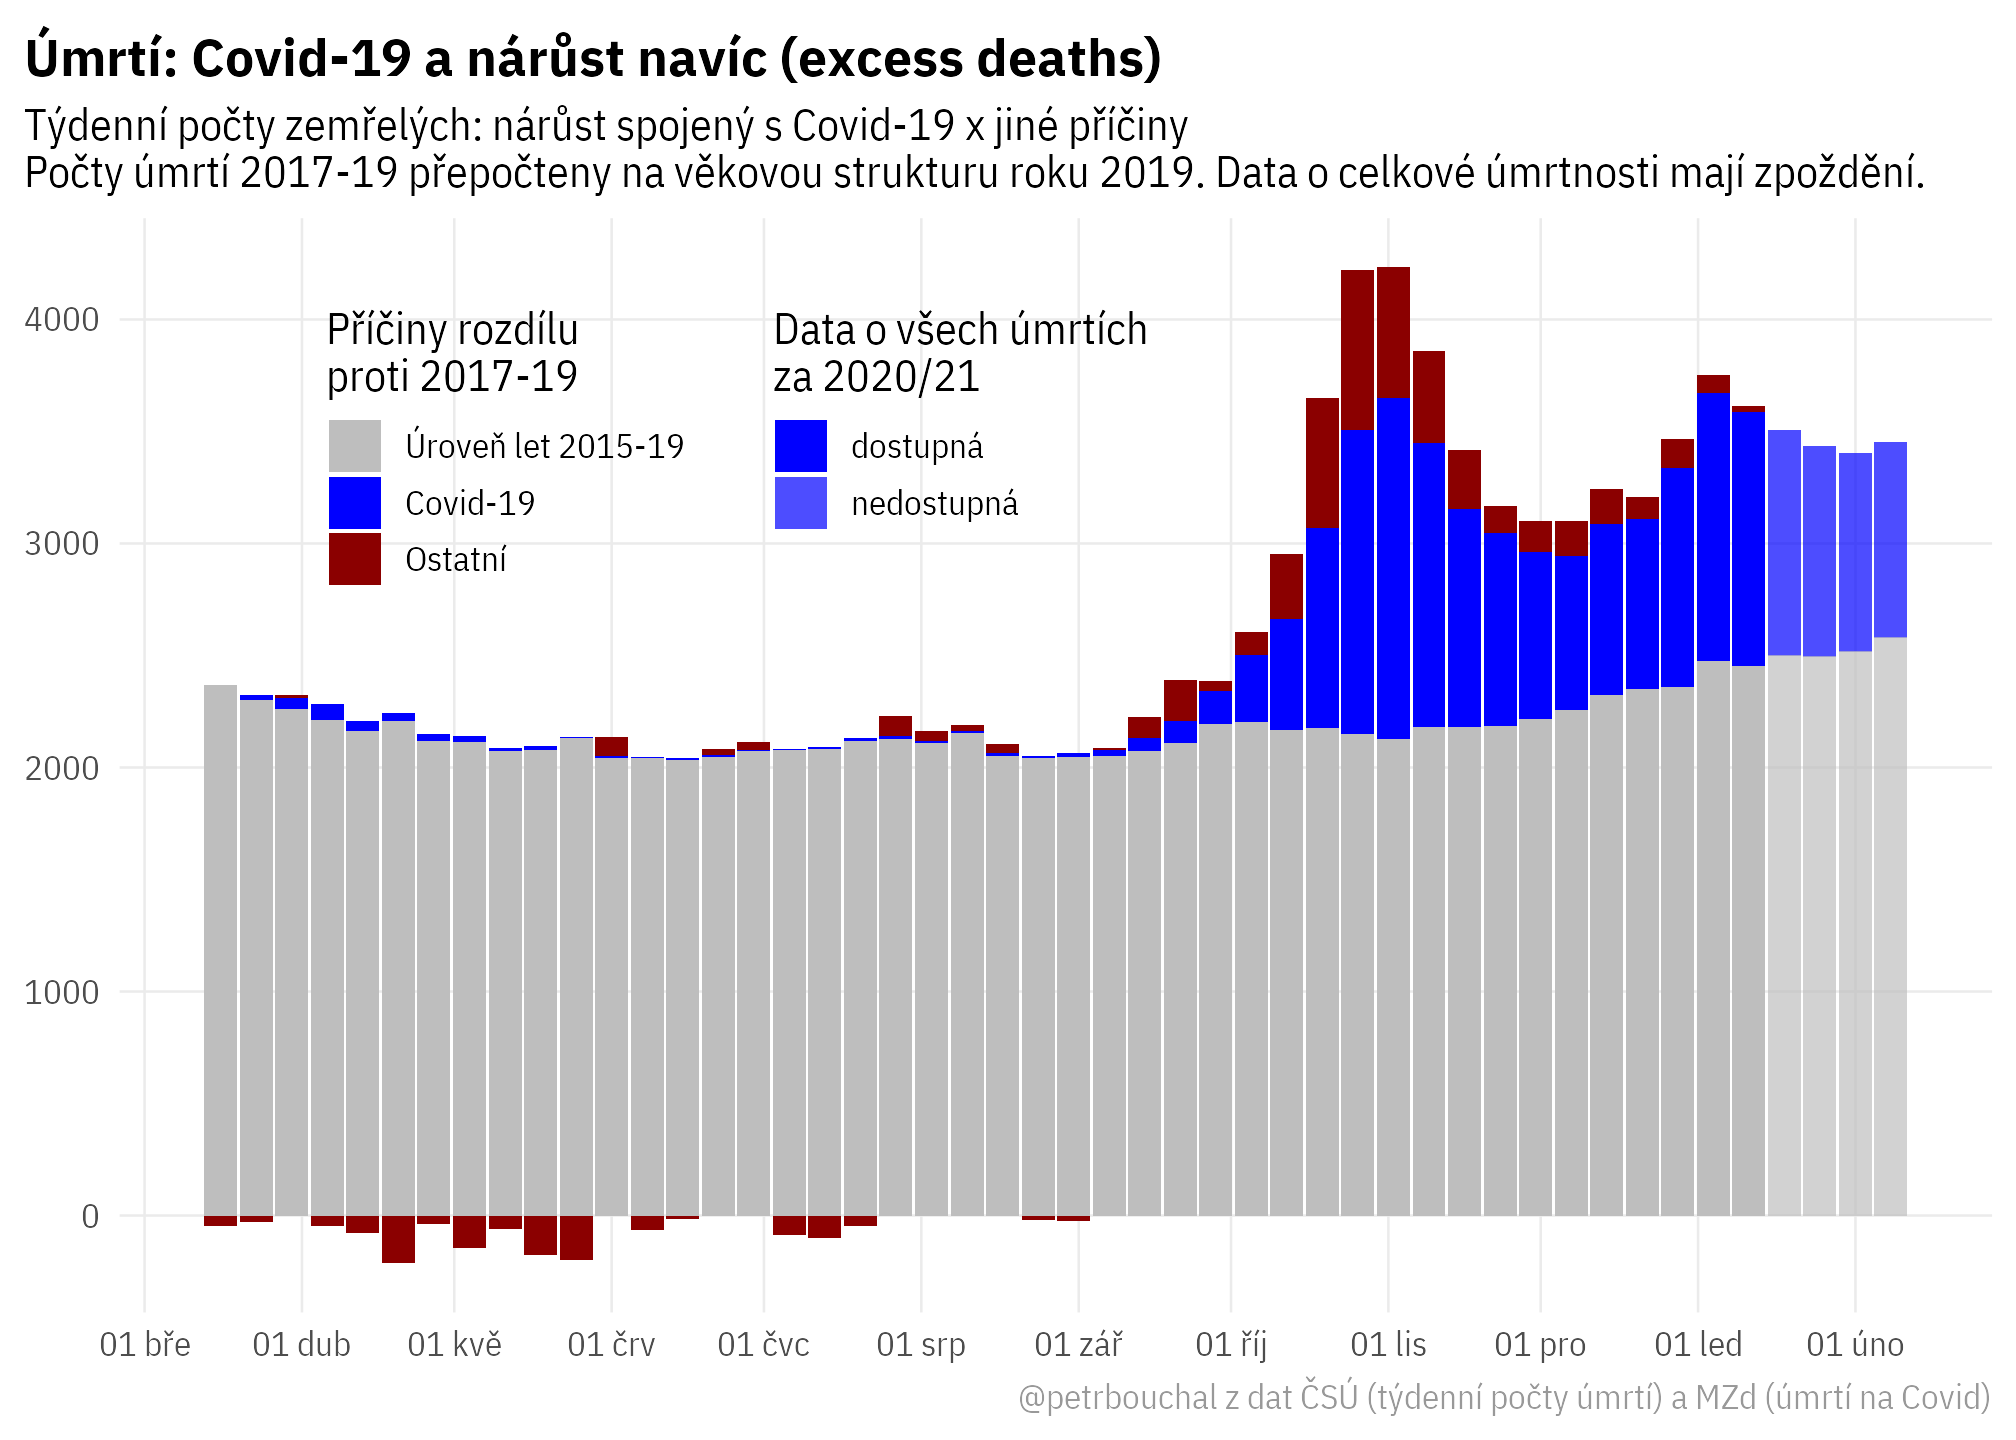 Úmrtí: Covid-19 a nárůst navíc (excess deaths)
Týdenní počty zemřelých: nárůst spojený s Covid-19 x jiné příčiny
Počty úmrtí 2017-19 přepočteny na věkovou strukturu roku 2019. Data o celkové úmrtnosti mají zpoždění.
4000
3000
2000
1000
0
Příčiny rozdílu
proti 2017-19
Úroveň let 2015-19
Covid-19
Ostatní
Data o všech úmrtích
za 2020/21
dostupná
nedostupná
01 bře
01 dub
01 kvě
01 črv
01 čvc
01 srp
01 zář
01 říj
01 lis
01 pro
01 led
01 úno
@petrbouchal z dat ČSÚ (týdenní počty úmrtí) a MZd (úmrtí na Covid)